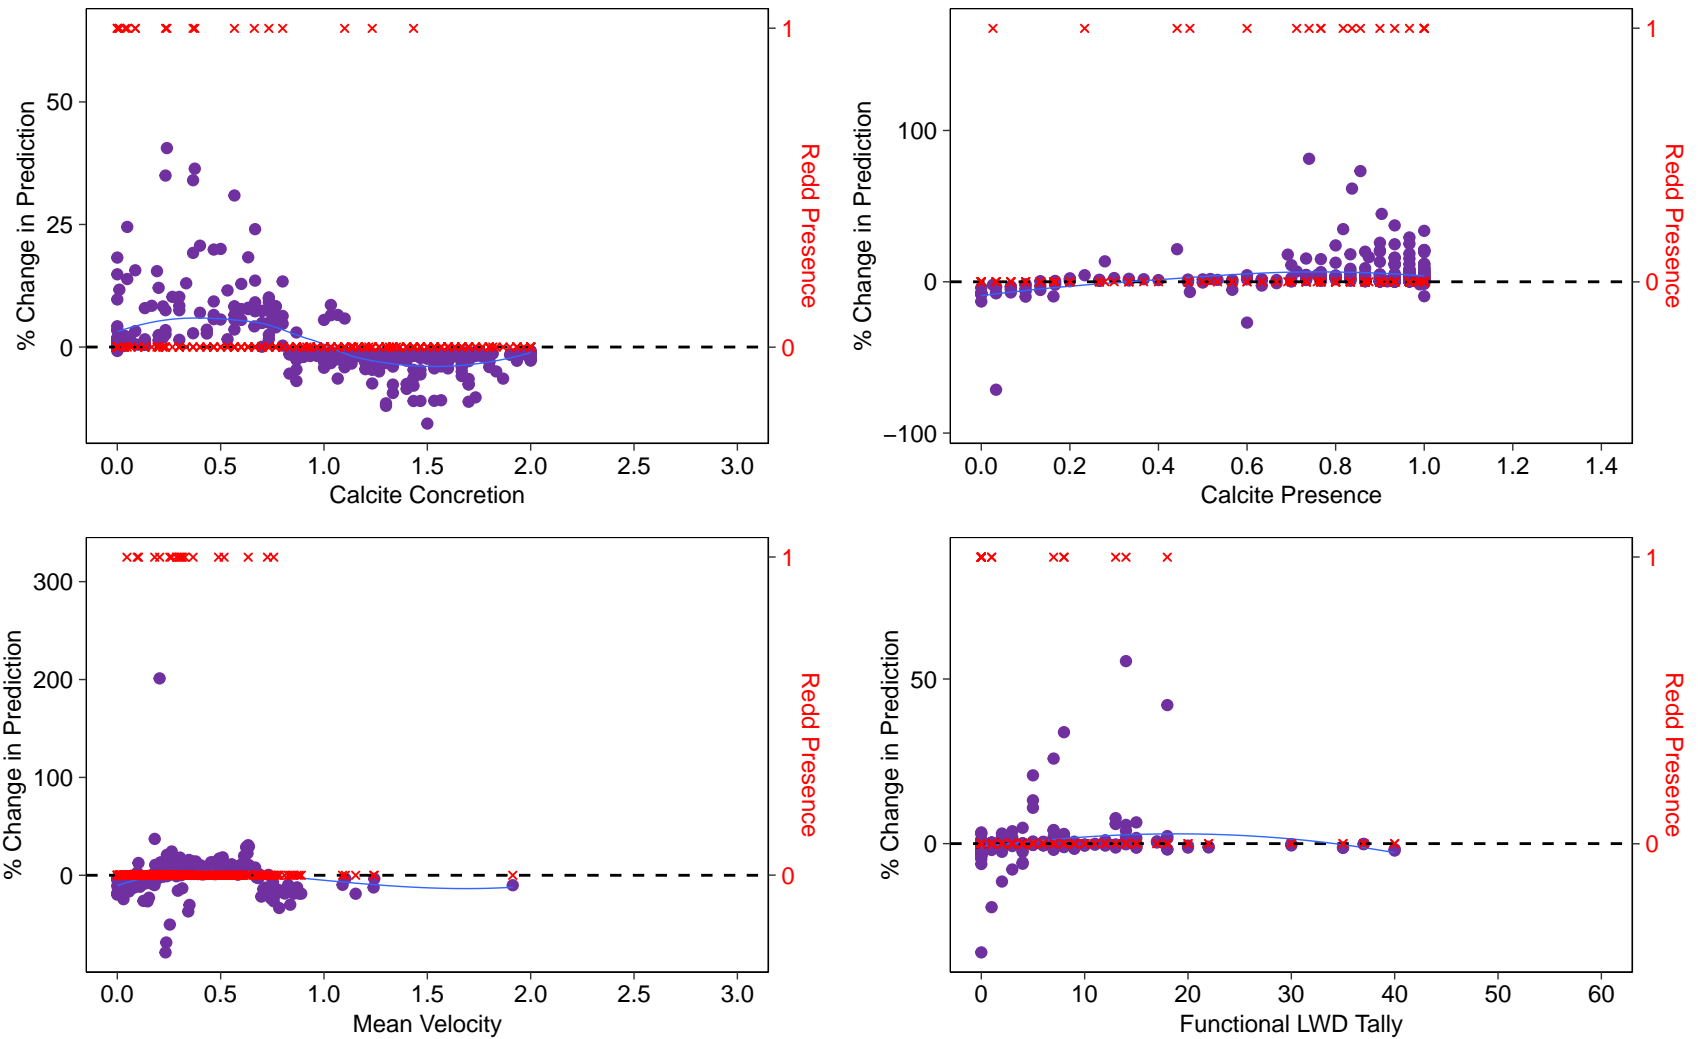 % Change in Prediction
50
25
0
0.0 0.5 1.0 1.5 2.0 2.5 3.0
Calcite Concretion
1
0
Redd Presence
% Change in Prediction
100
0
−100
0.0 0.2 0.4 0.6 0.8 1.0 1.2 1.4
Calcite Presence
1
0
Redd Presence
% Change in Prediction
300
200
100
0
0.0 0.5 1.0 1.5 2.0 2.5 3.0
Mean Velocity
1
0
Redd Presence
% Change in Prediction
50
0
0 10 20 30 40 50 60
Functional LWD Tally
1
0
Redd Presence